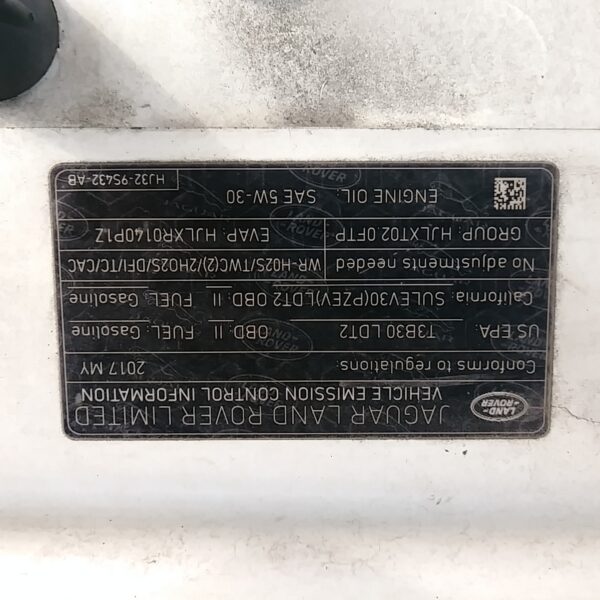 LAND
ROVER
JAGUAR LAND ROVER LIMITED
VEHICLE EMISSION CONTROL INFORMATION
Conforms to regulations: 2017 MY
US EPA: T3B30 LDT2 OBD: II FUEL: Gasoline
California: SULEV30(PZEV)LDT2 OBD: II FUEL: Gasoline
No adjustments needed WR-HO2S/TWC(2)/2HO2S/DFI/TC/CAC
GROUP: HJLXT02.0FTP EVAP: HJLXR0140P1Z
ENGINE OIL: SAE 5W-30
HJ32-9S432-AB